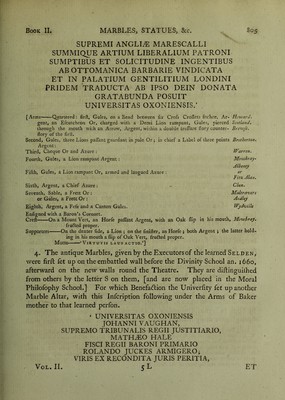 Book II. MARBLES, STATUES, &c. 805
SUPREMI ANGLIÆ MARESCALLI
SUMMIQUE ARTIUM LIBERALIUM PATRONI
SUMPTIBUS ET SOLICITUDINE INGENTIBUS
AB OTTOMANICA BARBARIE VINDICATA
ET IN PALATIUM GENTILITIUM LONDINI
PRIDEM TRADUCTA AB IPSO DEIN DONATA
GRATABUNDA POSUIT
UNIVERSITAS OXONIENSIS.'
[Arms—Quartered: first, Gules, on a Bend between six Cross Croslets fitchee, Ar- Howard.
gent, an Escutcheon Or, charged with a Demi Lion rampant, Gules, pierced Scotland.
through the mouth with an Arrow, Argent, within a double tressure flory counter- Brough.
flory of the first.
Second, Gules, three Lions passant guardant in pale Or; in chief a Label of three points Brotherton.
Argent:
Third, Cheque Or and Azure: Warren.
Fourth, Gules, a Lion rampant Argent: Mowbray.
Albaney
Fifth, Gules, a Lion rampant Or, armed and langued Azure: or
Fitz Alan.
Sixth, Argent, a Chief Azure: Clun.
Seventh, Sable, a Frett Or: Maltravers
or Gules, a Frett Or: Audley
Eighth, Argent, a Fess and a Canton Gules. Wydville
Ensigned with a Baron's Coronet.
Crest—On a Mount Vert, an Horse passant Argent, with an Oak slip in his mouth, Mowbray.
fructed proper.
Supporters—On the dexter side, a Lion; on the sinister, an Horse; both Argent; the latter hold-
ing in his mouth a slip of Oak Vert, fructed proper.
Motto—'Virtutis laus actio.']
4. The antique Marbles, given by the Executors of the learned Selden,
were first set up on the embattled wall before the Divinity School an. 1660,
afterward on the new walls round the Theatre. They are distinguished
from others by the letter S on them, [and are now placed in the Moral
Philosophy School.] For which Benefaction the University set up another
Marble Altar, with this Inscription following under the Arms of Baker
mother to that learned person.
' UNIVERSITAS OXONIENSIS
JOHANNI VAUGHAN,
SUPREMO TRIBUNALIS REGII JUSTITIARIO,
MATHÆO HALE
FISCI REGII BARONI PRIMARIO
ROLANDO JUCKES ARMIGERO;
VIRIS EX RECONDITA JURIS PERITIA,
Vol. II. 5 L ET